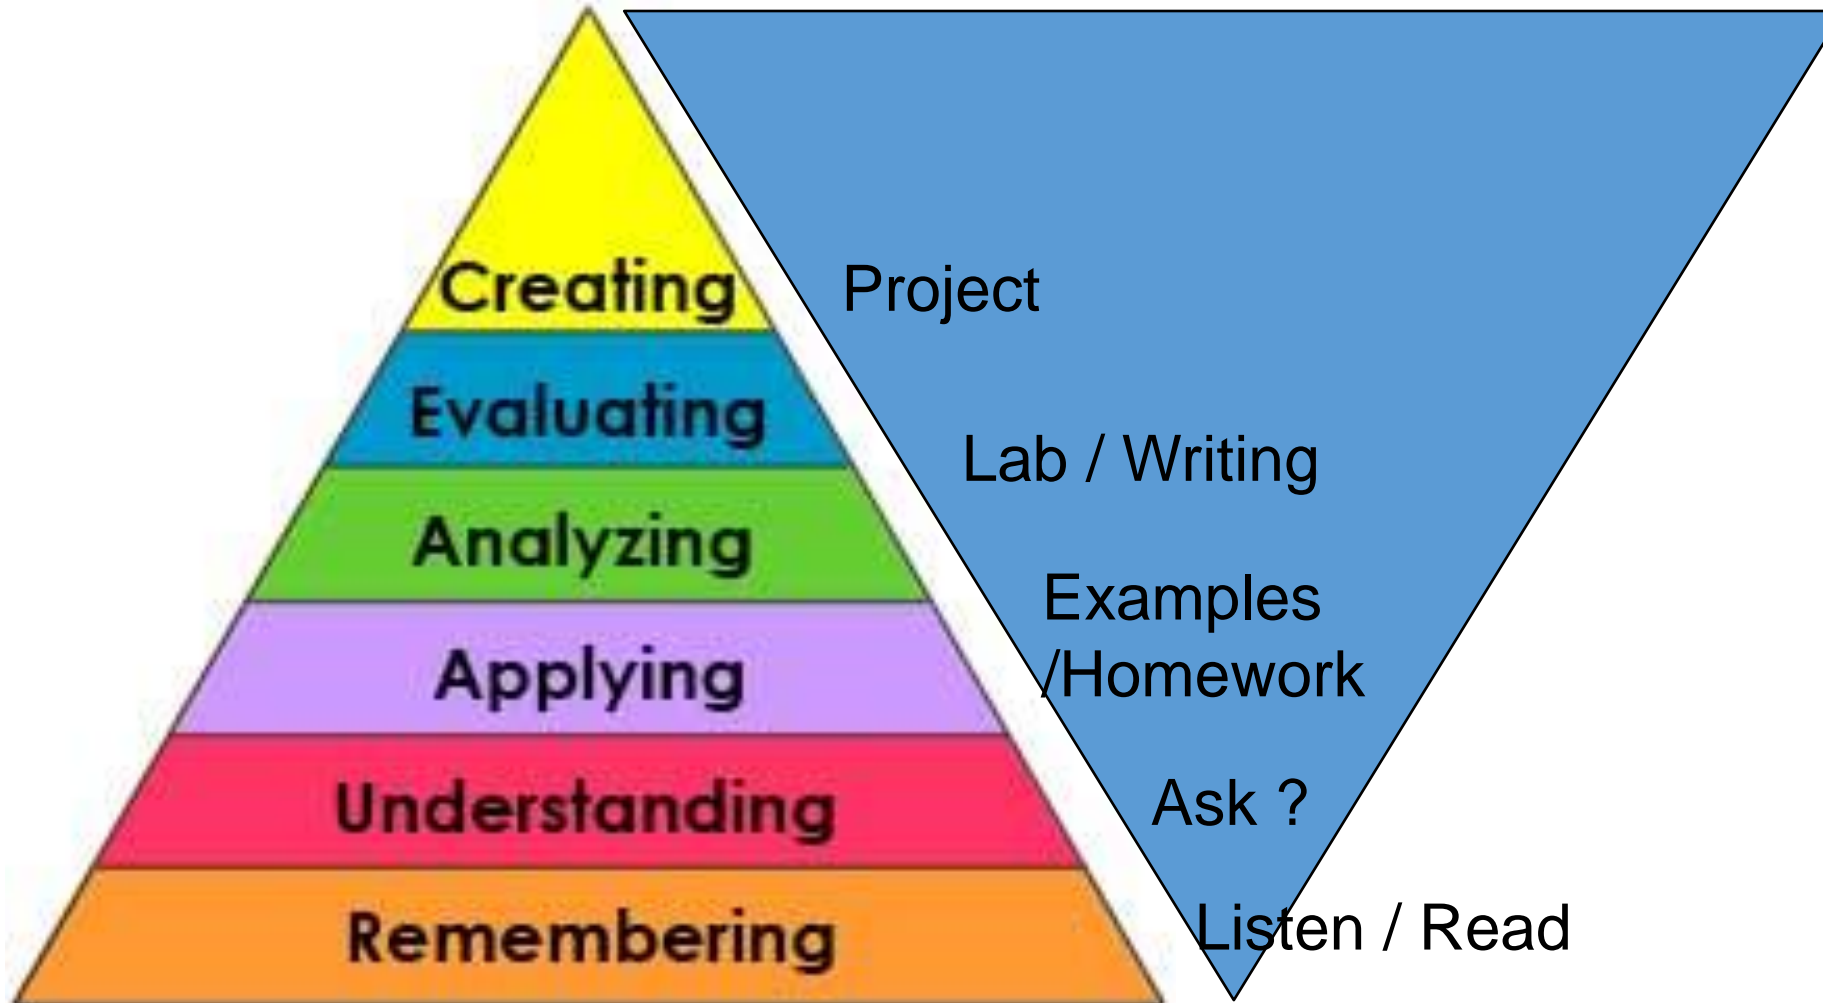 Creating
Evaluating
Analyzing
Applying
Understanding
Remembering
Project
Lab / Writing
Examples
/Homework
Ask ?
Listen / Read